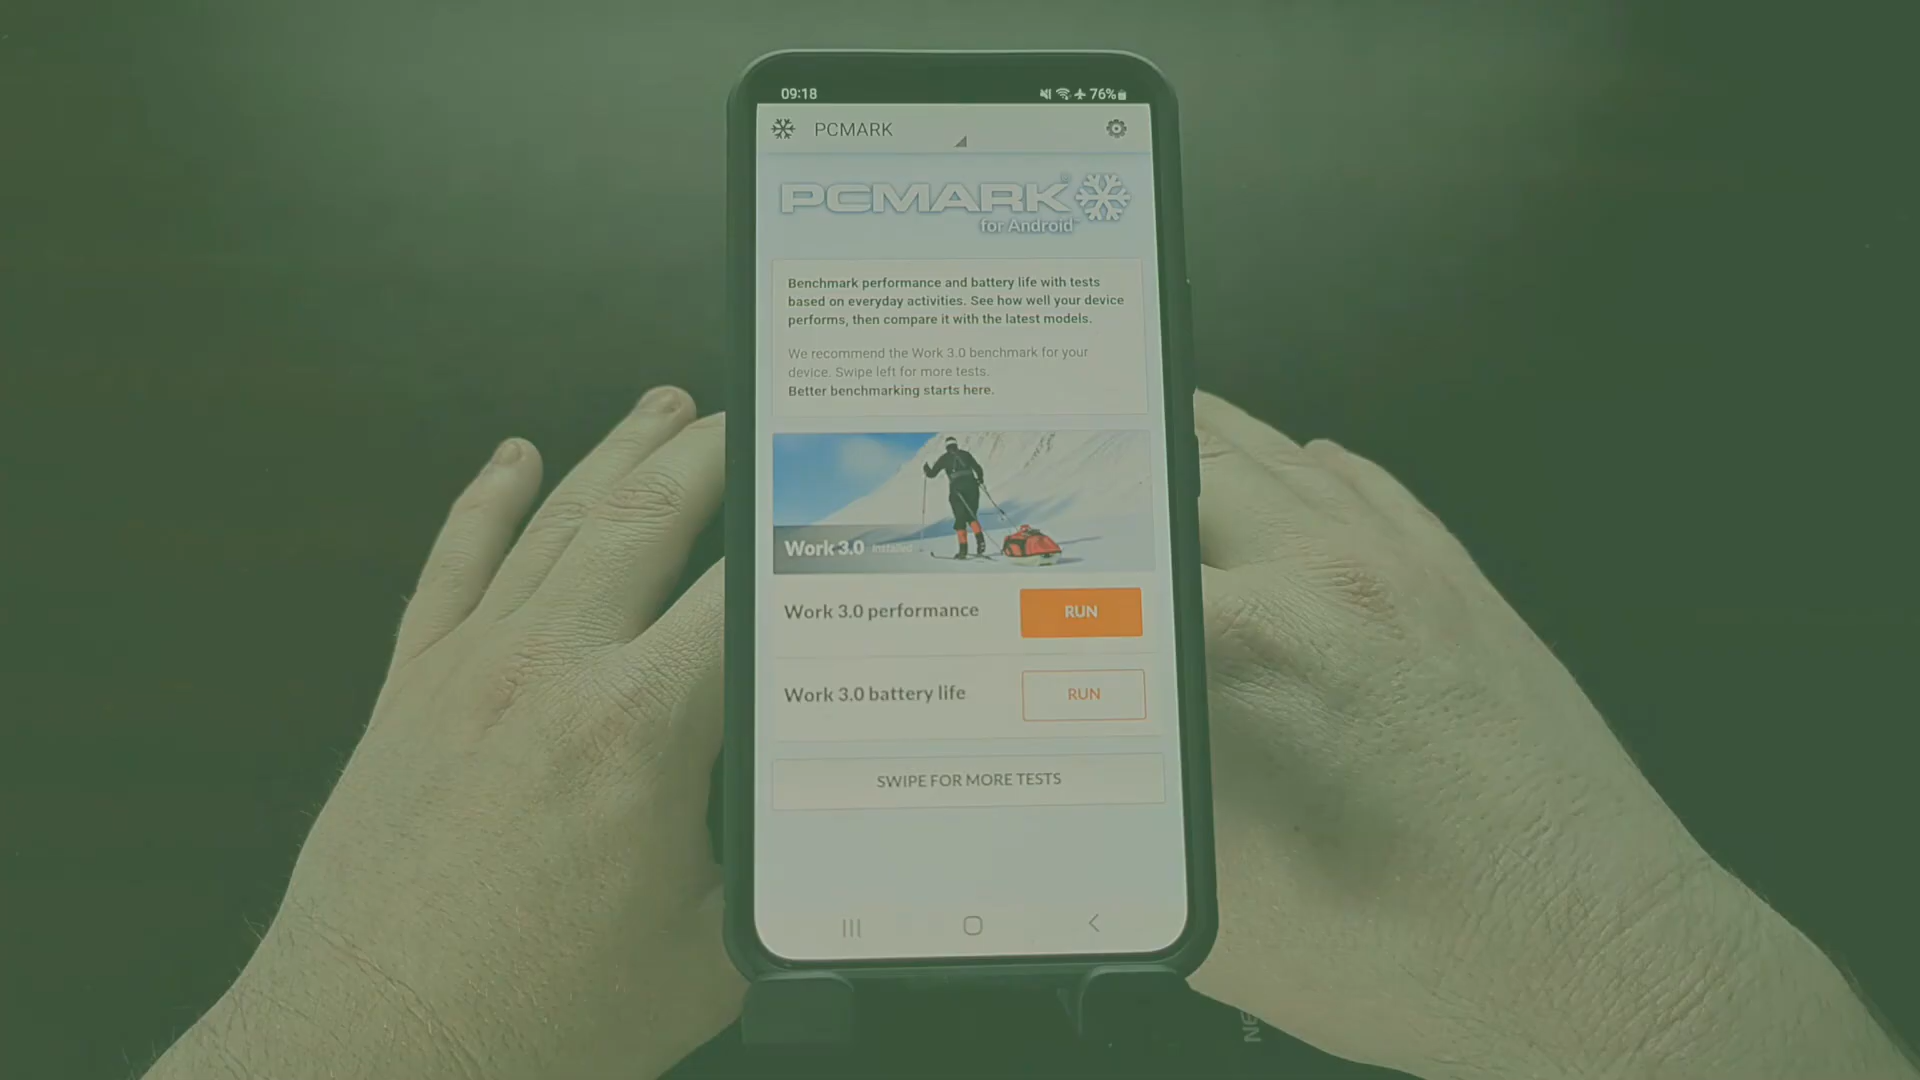 09:18
76%
PCMARK
PCMARK®
for Android™
Benchmark performance and battery life with tests
based on everyday activities. See how well your device
performs, then compare it with the latest models.
We recommend the Work 3.0 benchmark for your
device. Swipe left for more tests.
Better benchmarking starts here.
Work 3.0 Installed
Work 3.0 performance
RUN
Work 3.0 battery life
RUN
SWIPE FOR MORE TESTS